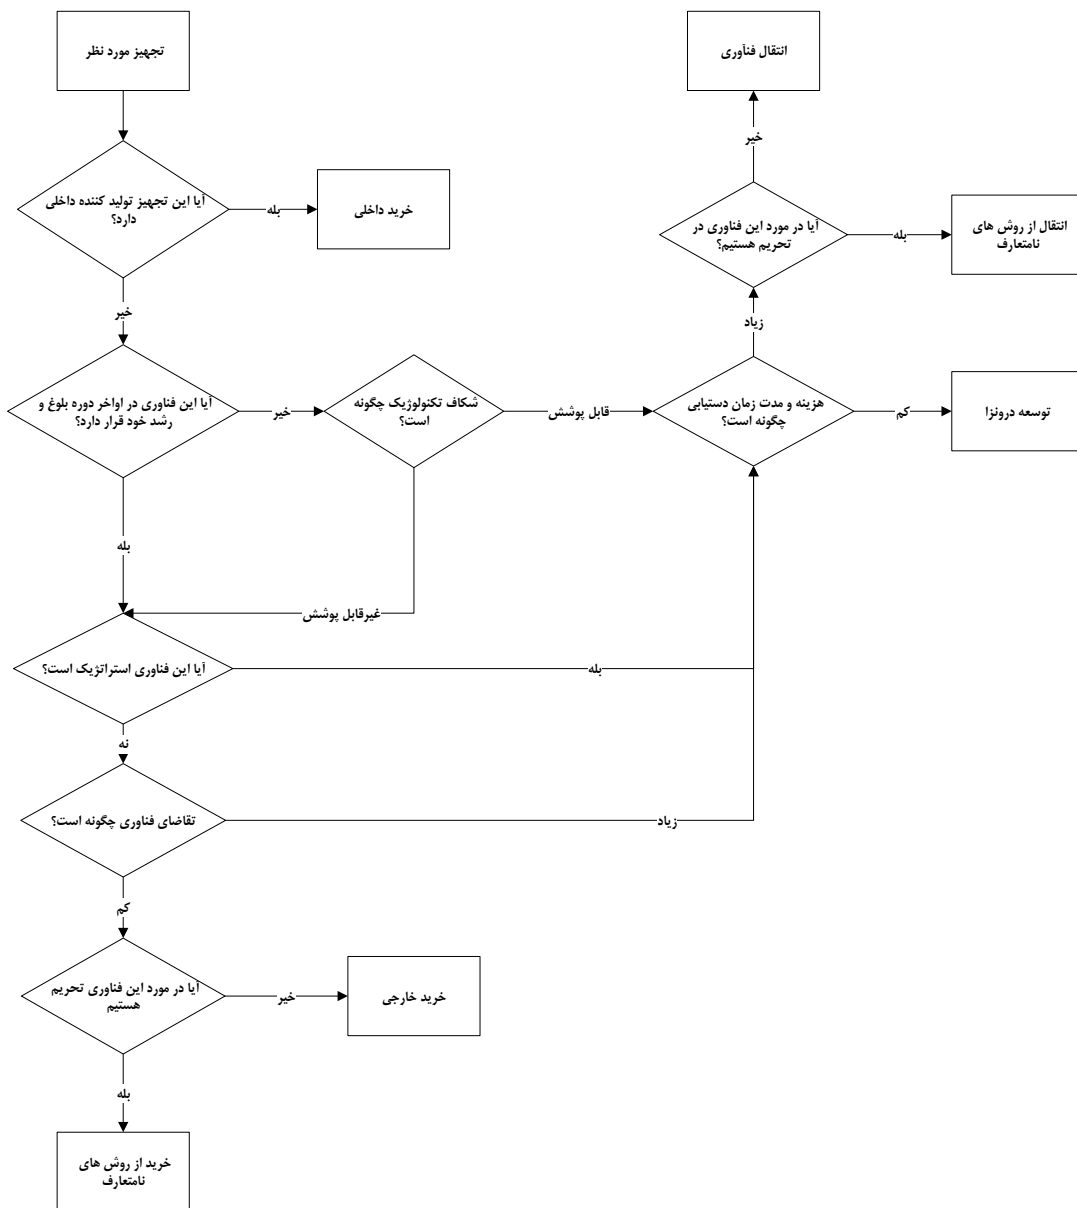 تجهیز مورد نظر
انتقال فنآوری
خیر
آیا این تجهیز تولید کننده داخلی
دارد؟
بله
خرید داخلی
آیا در مورد این فناوری در
تحریم هستیم؟
بله
انتقال از روش های
نامتعارف
خیر
زیاد
آیا این فناوری در اواخر دوره بلوغ و
رشد خود قرار دارد؟
خیر
شکاف تکنولوژیک چگونه
است؟
قابل پوشش
هزینه و مدت زمان دستیابی
چگونه است؟
کم
توسعه درونزا
بله
غیرقابل پوشش
آیا این فناوری استراتژیک است؟
بله
نه
تقاضای فناوری چگونه است؟
زیاد
کم
آیا در مورد این فناوری تحریم
هستیم
خیر
خرید خارجی
بله
خرید از روش های
نامتعارف